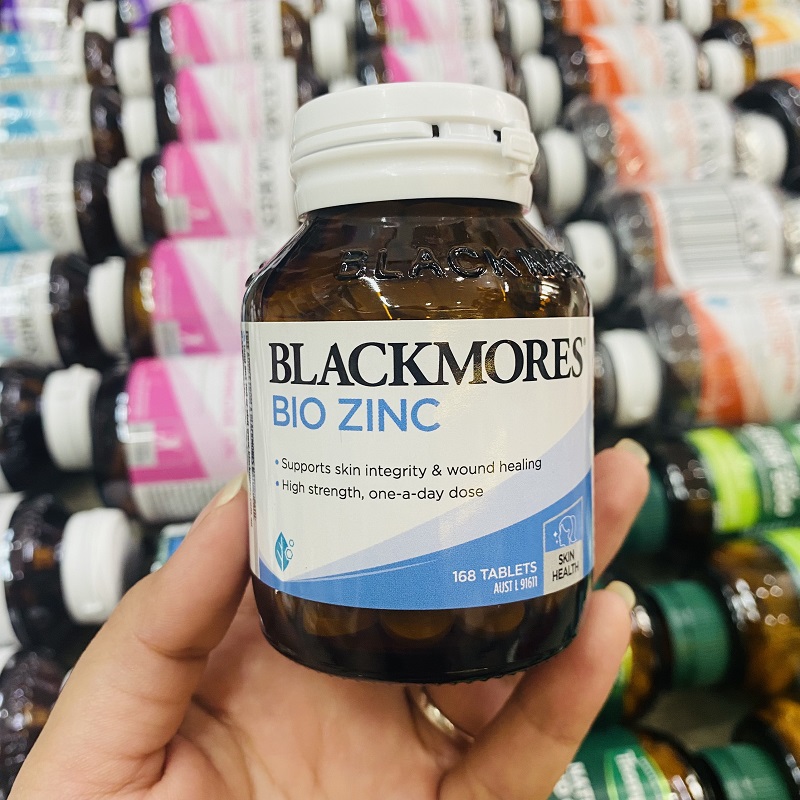 BLACKMORES
BLACKMORES
BIO ZINC
• Supports skin integrity & wound healing
• High strength, one-a-day dose
168 TABLETS
AUST L 91611
SKIN
HEALTH